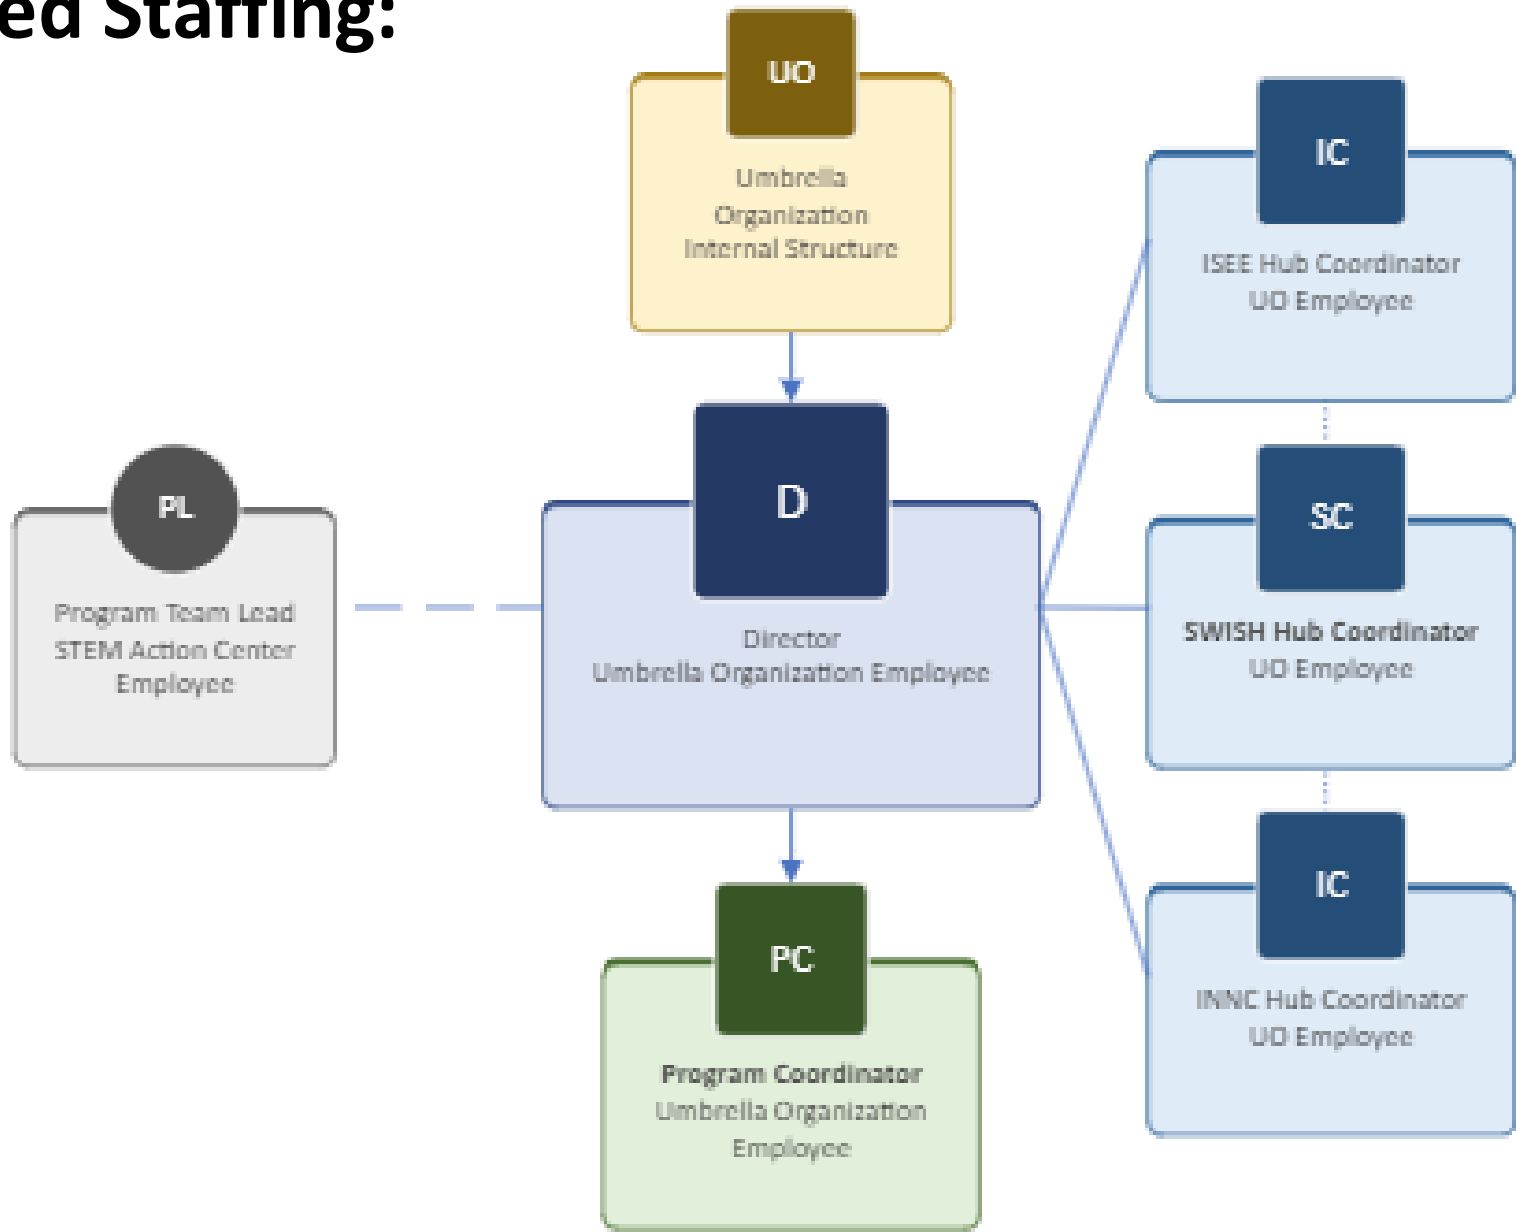 ed Staffing:
UO
Umbrella
Organization
Internal Structure
IC
ISEE Hub Coordinator
UO Employee
PL
Program Team Lead
STEM Action Center
Employee
D
Director
Umbrella Organization Employee
SC
SWISH Hub Coordinator
UO Employee
PC
Program Coordinator
Umbrella Organization
Employee
IC
INNC Hub Coordinator
UO Employee